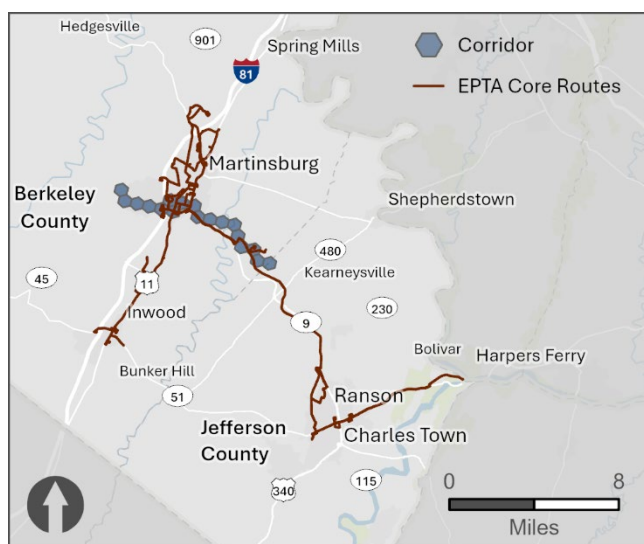 Hedgesville
901
Spring Mills
81
Corridor
EPTA Core Routes
Martinsburg
Berkeley
County
Shepherdstown
480
Kearneysville
45
11
230
Inwood
9
Bolivar
Harpers Ferry
Bunker Hill
51
Ranson
Jefferson
County
Charles Town
340
115
0
8
Miles